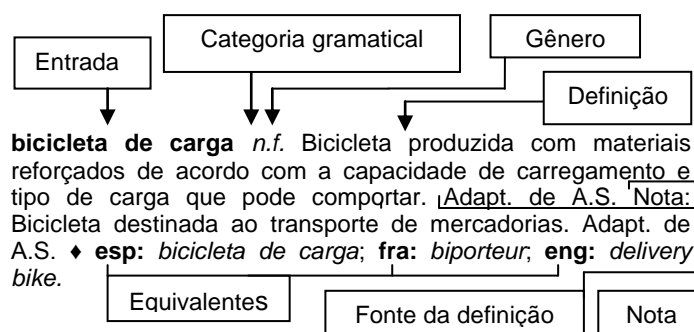 Categoria gramatical
Gênero
Entrada
Definição
bicicleta de carga n.f. Bicicleta produzida com materiais
reforçados de acordo com a capacidade de carregamento e
tipo de carga que pode comportar. Adapt. de A.S. Nota:
Bicicleta destinada ao transporte de mercadorias. Adapt. de
A.S. ♦ esp: bicicleta de carga; fra: biporteur; eng: delivery
bike.
Equivalentes
Fonte da definição
Nota